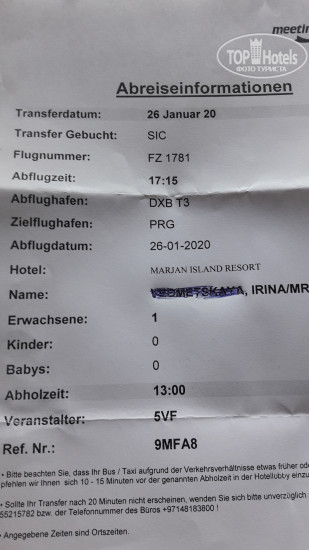 meetin
TOP Hotels
ФОТО ТУРИСТА
Abreiseinformationen
Transferdatum: 26 Januar 20
Transfer Gebucht: SIC
Flugnummer: FZ 1781
Abflugzeit: 17:15
Abflughafen: DXB T3
Zielflughafen: PRG
Abflugdatum: 26-01-2020
Hotel: MARJAN ISLAND RESORT
Name: , IRINA/MR
Erwachsene: 1
Kinder: 0
Babys: 0
Abholzeit: 13:00
Veranstalter: 5VF
Ref. Nr.: 9MFA8
• Bitte beachten Sie, dass Ihr Bus / Taxi aufgrund der Verkehrsverhältnisse etwas früher ode
pfehlen wir Ihnen sich 10 - 15 Minuten vor der genannten Abholzeit in der Hotellobby einzu
• Sollte Ihr Transfer nach 20 Minuten nicht erscheinen, wenden Sie sich bitte unverzüglich
55215782 bzw. der Telefonnummer des Büros +97148183800 !
• Angegebene Zeiten sind Ortszeiten.